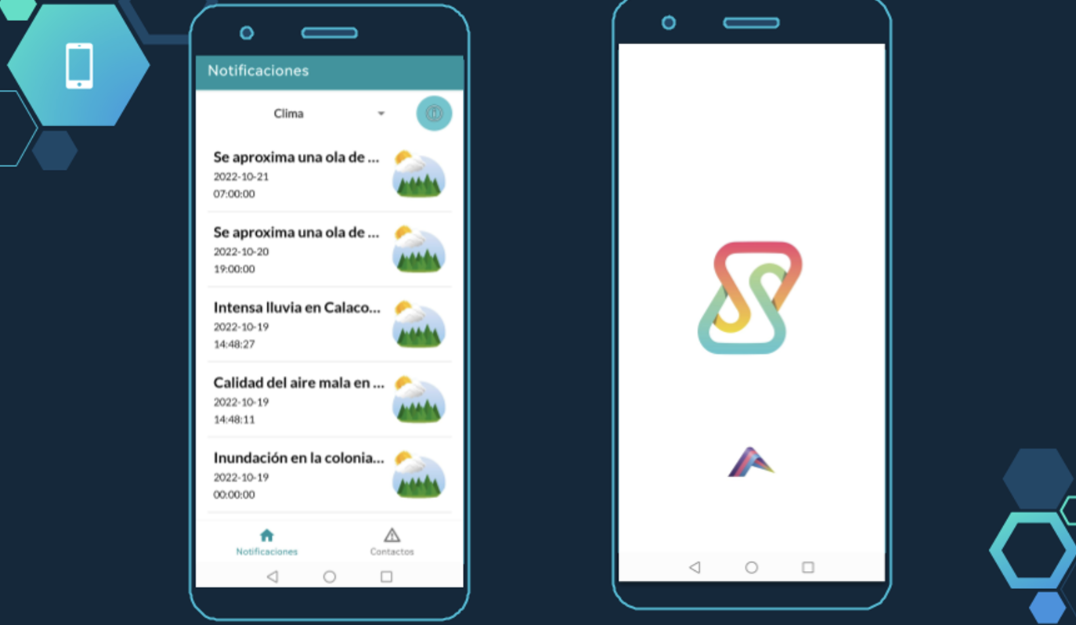 Notificaciones
Clima
Se aproxima una ola de ...
2022-10-21
07:00:00
Se aproxima una ola de ...
2022-10-20
19:00:00
Intensa lluvia en Calaco...
2022-10-19
14:48:27
Calidad del aire mala en ...
2022-10-19
14:48:11
Inundación en la colonia...
2022-10-19
00:00:00
Notificaciones
Contactos